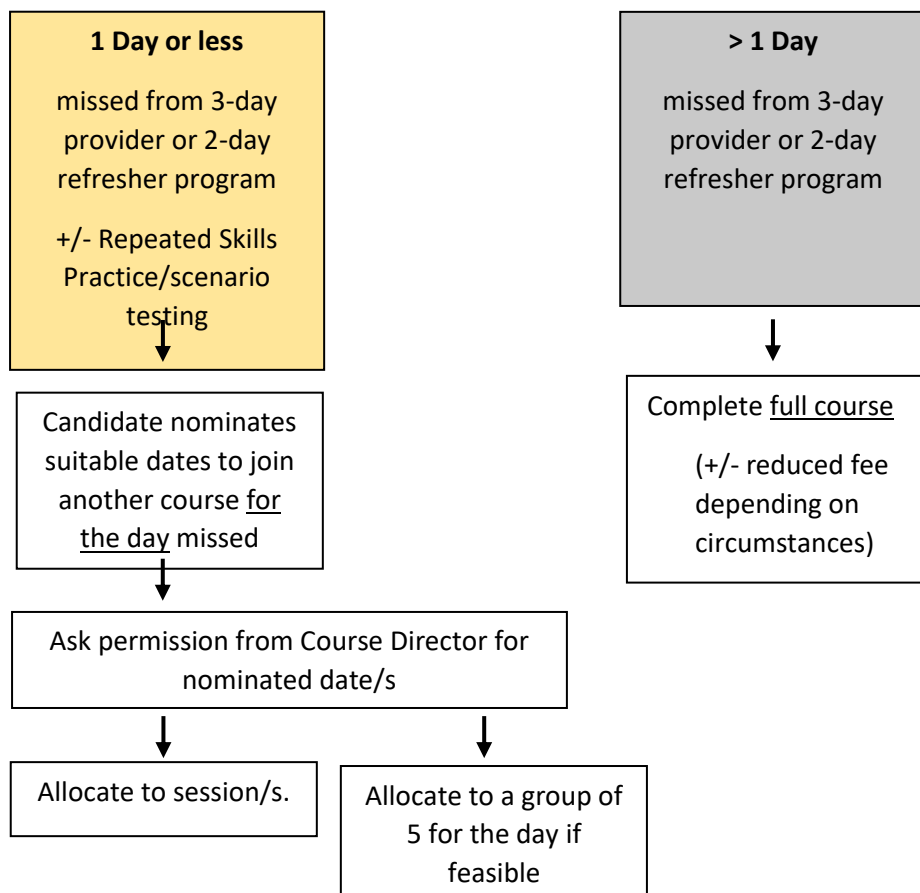 1 Day or less
missed from 3-day
provider or 2-day
refresher program
+/- Repeated Skills
Practice/scenario
testing
> 1 Day
missed from 3-day
provider or 2-day
refresher program
Candidate nominates
suitable dates to join
another course for
the day missed
Complete full course
(+/- reduced fee
depending on
circumstances)
Ask permission from Course Director for
nominated date/s
Allocate to session/s.
Allocate to a group of
5 for the day if
feasible